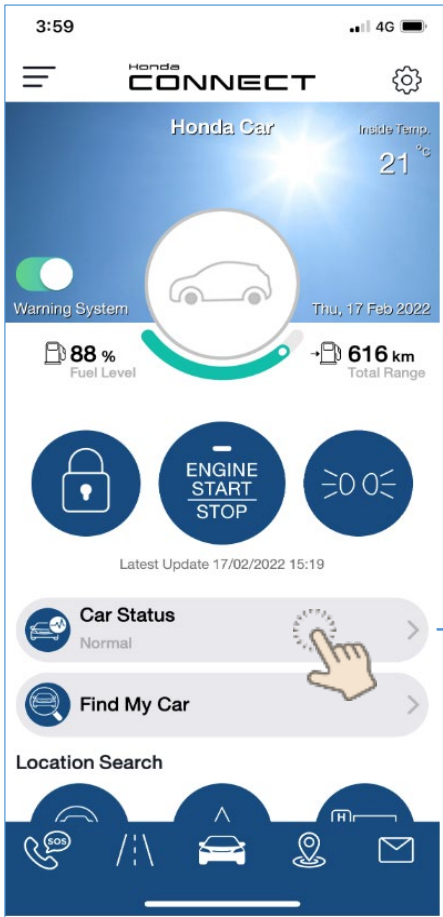 3:59
4G
Honda
CONNECT
Honda Car
Inside Temp.
21 °c
Warning System
Thu, 17 Feb 2022
88 %
Fuel Level
616 km
Total Range
ENGINE
START
STOP
Latest Update 17/02/2022 15:19
Car Status
Normal
Find My Car
Location Search
H
SOS